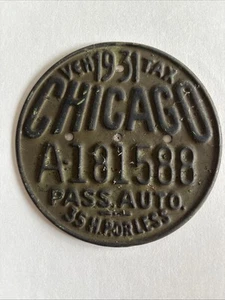 VEH. 1931 TAX
CHICAGO
A-181588
PASS. AUTO.
35 H.P. OR LESS